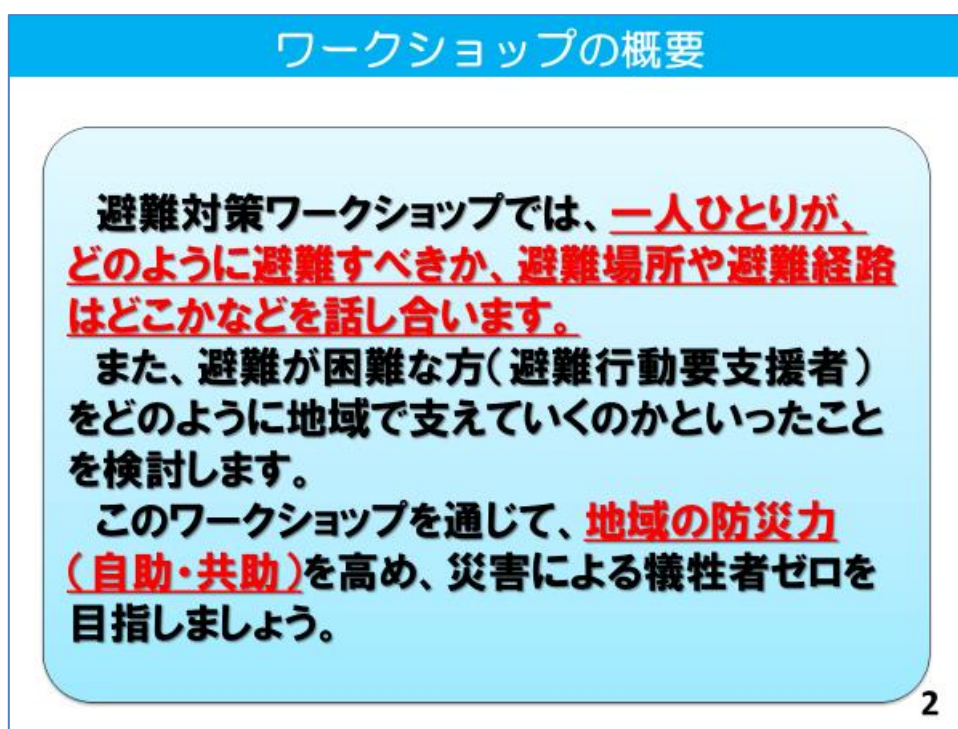 ワークショップの概要
避難対策ワークショップでは、一人ひとりが、
どのように避難すべきか、避難場所や避難経路
はどこかなどを話し合います。
また、避難が困難な方(避難行動要支援者)
をどのように地域で支えていくのかといったこと
を検討します。
このワークショップを通じて、地域の防災力
(自助・共助)を高め、災害による犠牲者ゼロを
目指しましょう。
2